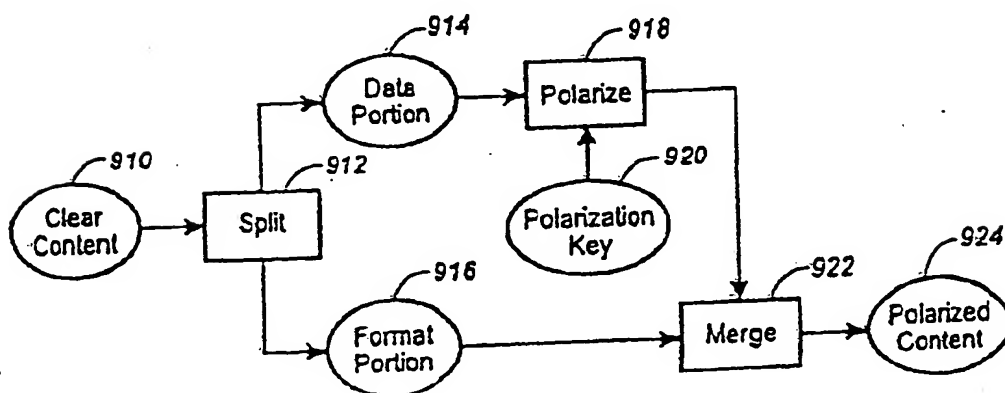 914
918
Data
Portion
Polarize
910
912
920
Clear
Content
Split
Polarization
Key
924
916
922
Format
Portion
Merge
Polarized
Content